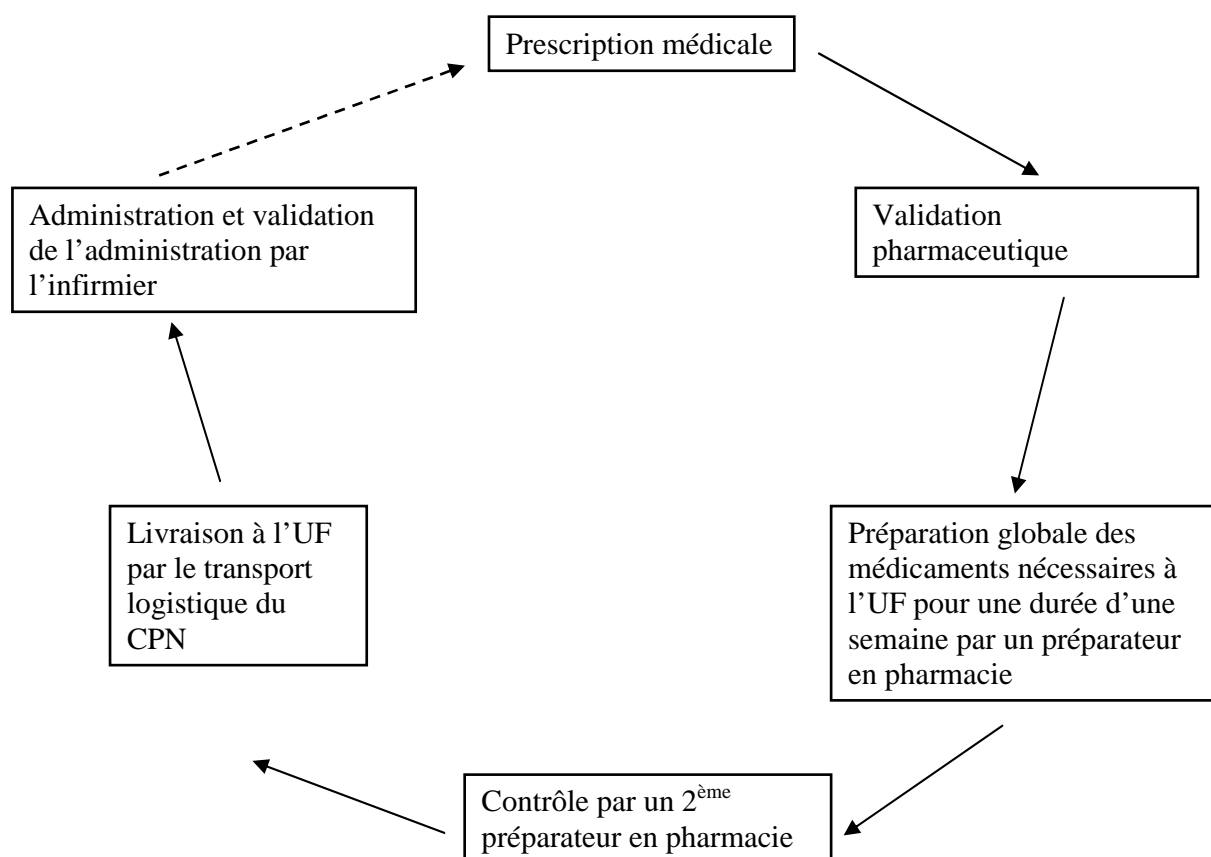 Prescription médicale
Validation
pharmaceutique
Préparation globale des
médicaments nécessaires à
l’UF pour une durée d’une
semaine par un préparateur
en pharmacie
Contrôle par un 2ème
préparateur en pharmacie
Livraison à l’UF
par le transport
logistique du
CPN
Administration et validation
de l’administration par
l’infirmier